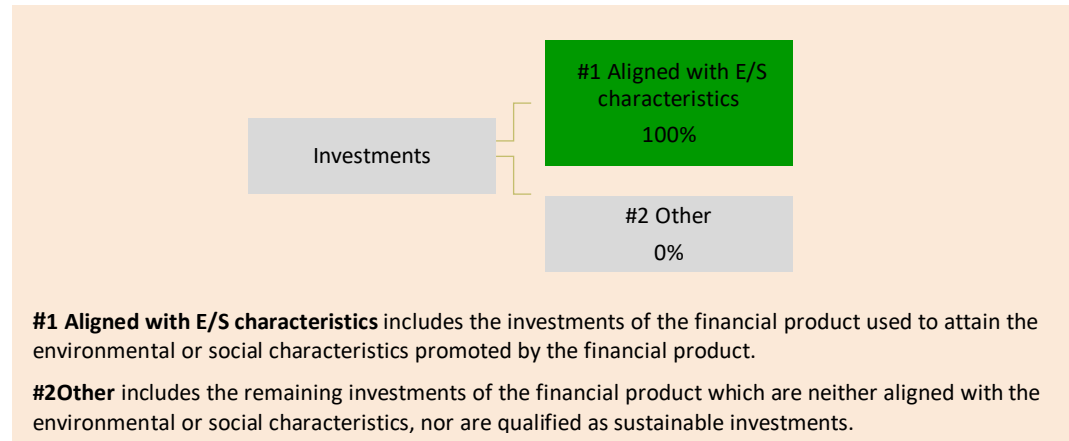 #1 Aligned with E/S
characteristics
100%
Investments
#2 Other
0%
#1 Aligned with E/S characteristics includes the investments of the financial product used to attain the
environmental or social characteristics promoted by the financial product.
#2Other includes the remaining investments of the financial product which are neither aligned with the
environmental or social characteristics, nor are qualified as sustainable investments.